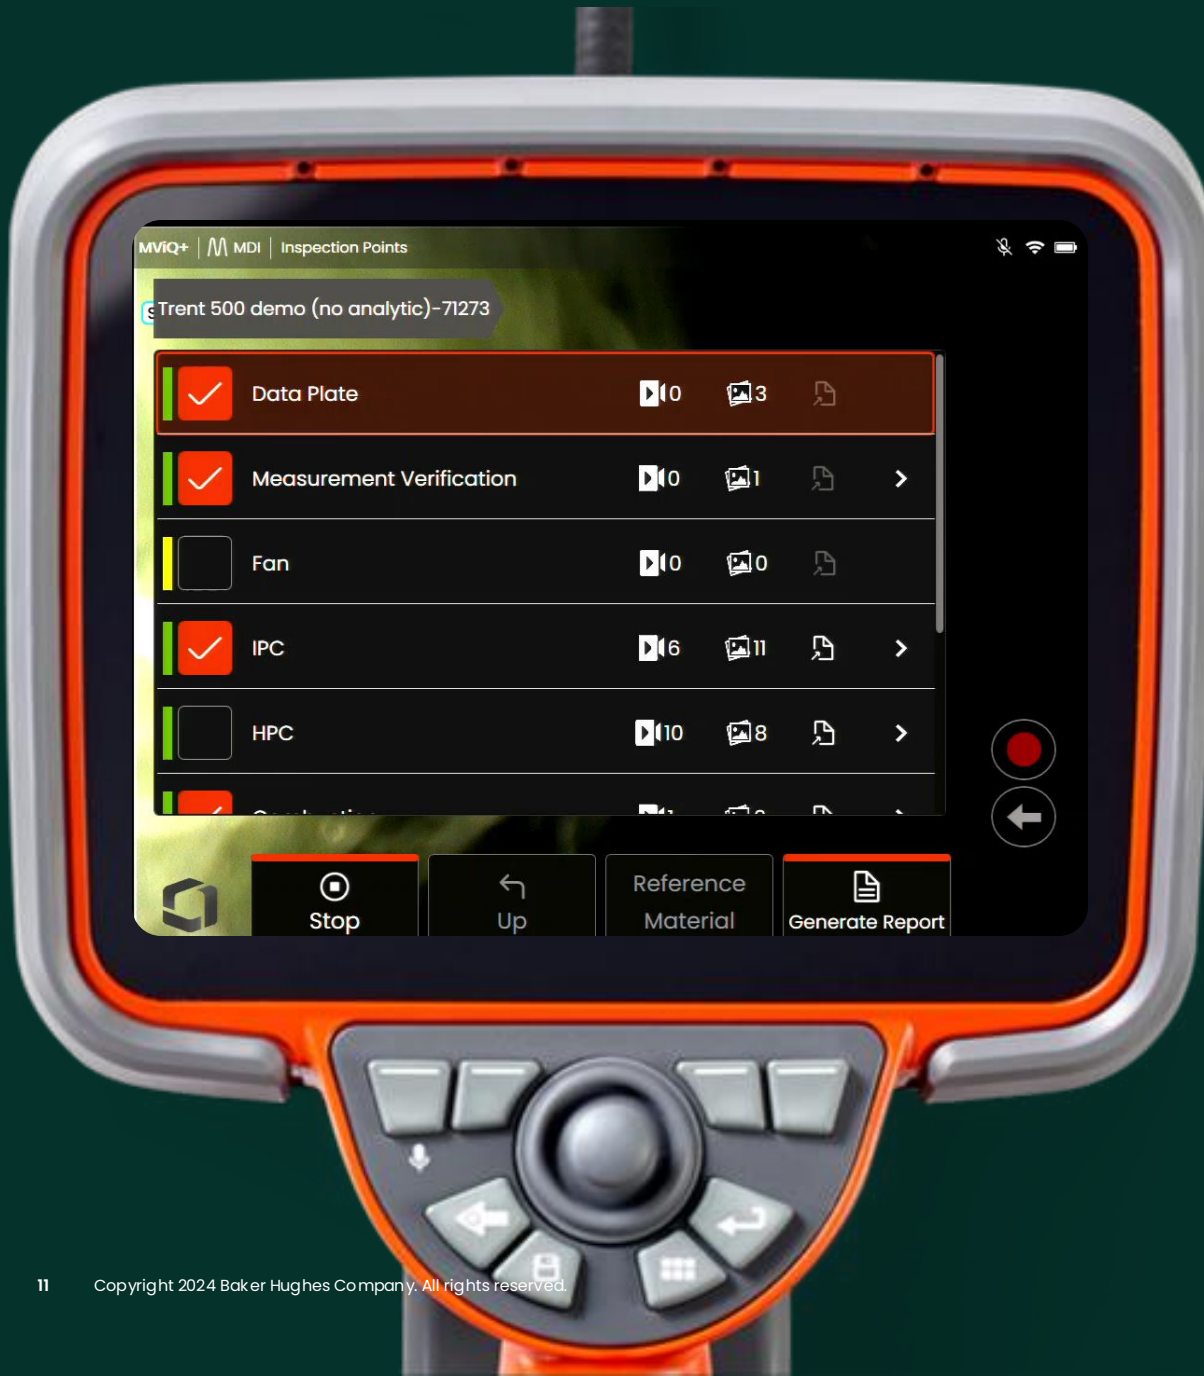 MViQ+ | MDI | Inspection Points
Trent 500 demo (no analytic)-71273
Data Plate 0 3
Measurement Verification 0 1
Fan 0 0
IPC 6 11
HPC 10 8
Stop
Up
Reference
Material
Generate Report
11 Copyright 2024 Baker Hughes Company. All rights reserved.